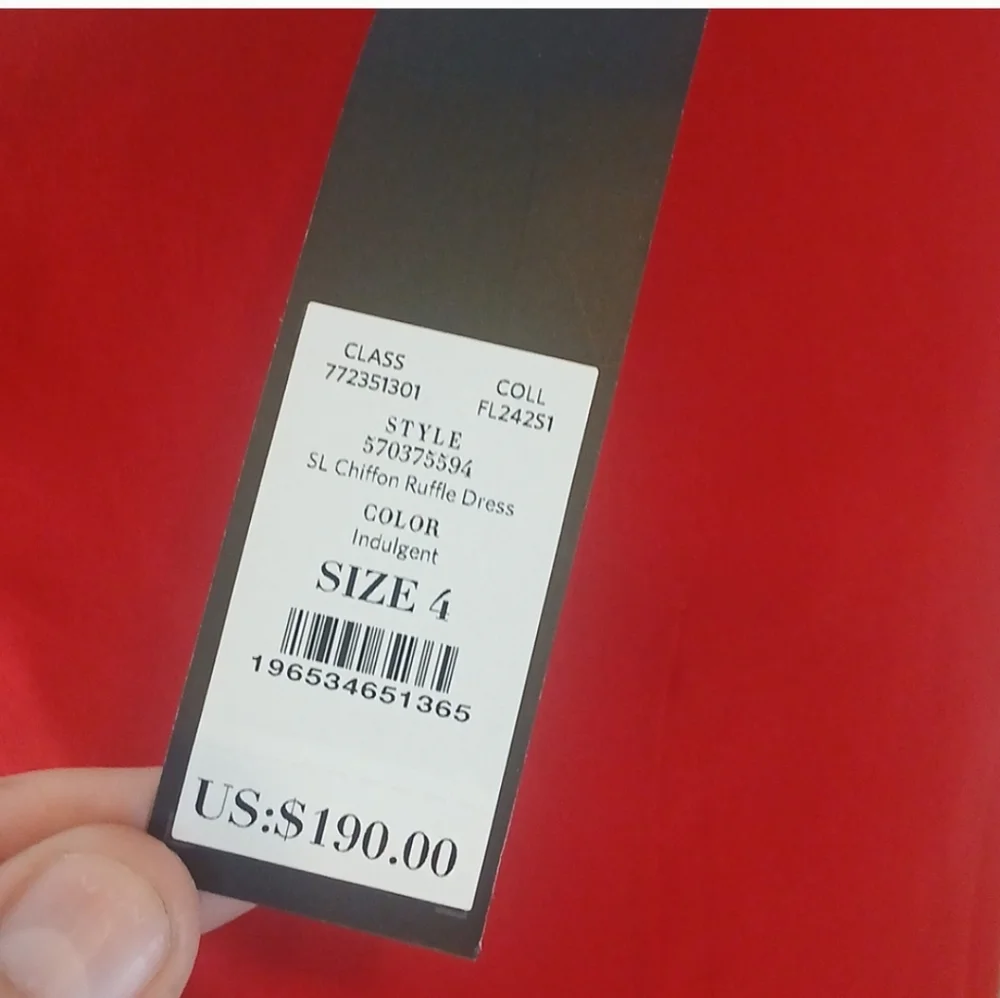 CLASS
772351301
COLL
FL242S1
STYLE
570375594
SL Chiffon Ruffle Dress
COLOR
Indulgent
SIZE 4
196534651365
US:$190.00